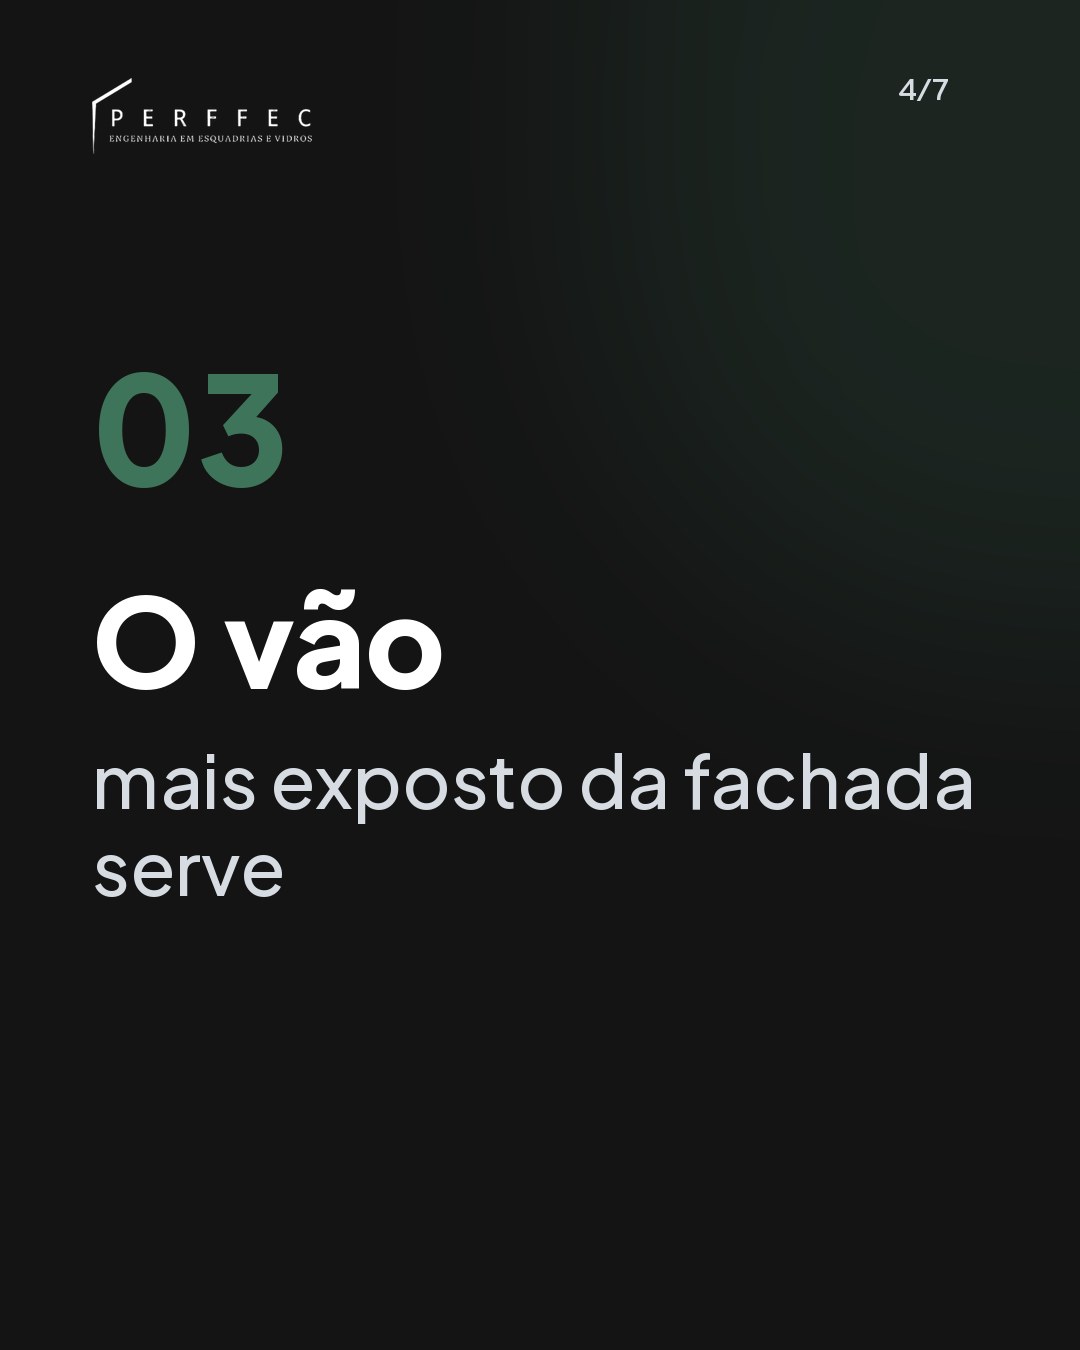 PERFFEC
ENGENHARIA EM ESQUADRIAS E VIDROS
4/7
03
O vão
mais exposto da fachada
serve